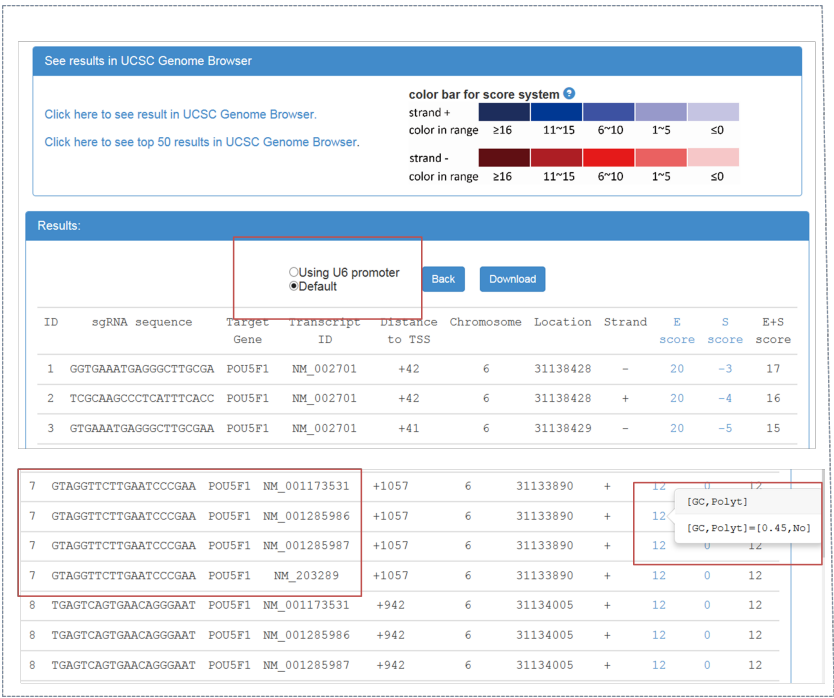 See results in UCSC Genome Browser
Click here to see result in UCSC Genome Browser.
Click here to see top 50 results in UCSC Genome Browser.
color bar for score system ?
strand +
color in range ≥16 11~15 6~10 1~5 ≤0
strand -
color in range ≥16 11~15 6~10 1~5 ≤0
Results:
Using U6 promoter
Default
Back
Download
ID sgRNA sequence Target Transcript Distance Chromosome Location Strand E S E+S
Gene ID to TSS score score score
1 GGTGAAATGAGGGCTTGCGA POU5F1 NM_002701 +42 6 31138428 - 20 -3 17
2 TCGCAAGCCCTCATTTCACC POU5F1 NM_002701 +42 6 31138428 + 20 -4 16
3 GTGAAATGAGGGCTTGCGAA POU5F1 NM_002701 +41 6 31138429 - 20 -5 15
7 GTAGGTTCTTGAATCCCGAA POU5F1 NM_001173531 +1057 6 31133890 + 12 0 12
7 GTAGGTTCTTGAATCCCGAA POU5F1 NM_001285986 +1057 6 31133890 + 12
[GC,Polyt]
[GC,Polyt]=[0.45,No]
7 GTAGGTTCTTGAATCCCGAA POU5F1 NM_001285987 +1057 6 31133890 + 12 0 12
7 GTAGGTTCTTGAATCCCGAA POU5F1 NM_203289 +1057 6 31133890 + 12 0 12
8 TGAGTCAGTGAACAGGGAAT POU5F1 NM_001173531 +942 6 31134005 + 12 0 12
8 TGAGTCAGTGAACAGGGAAT POU5F1 NM_001285986 +942 6 31134005 + 12 0 12
8 TGAGTCAGTGAACAGGGAAT POU5F1 NM_001285987 +942 6 31134005 + 12 0 12